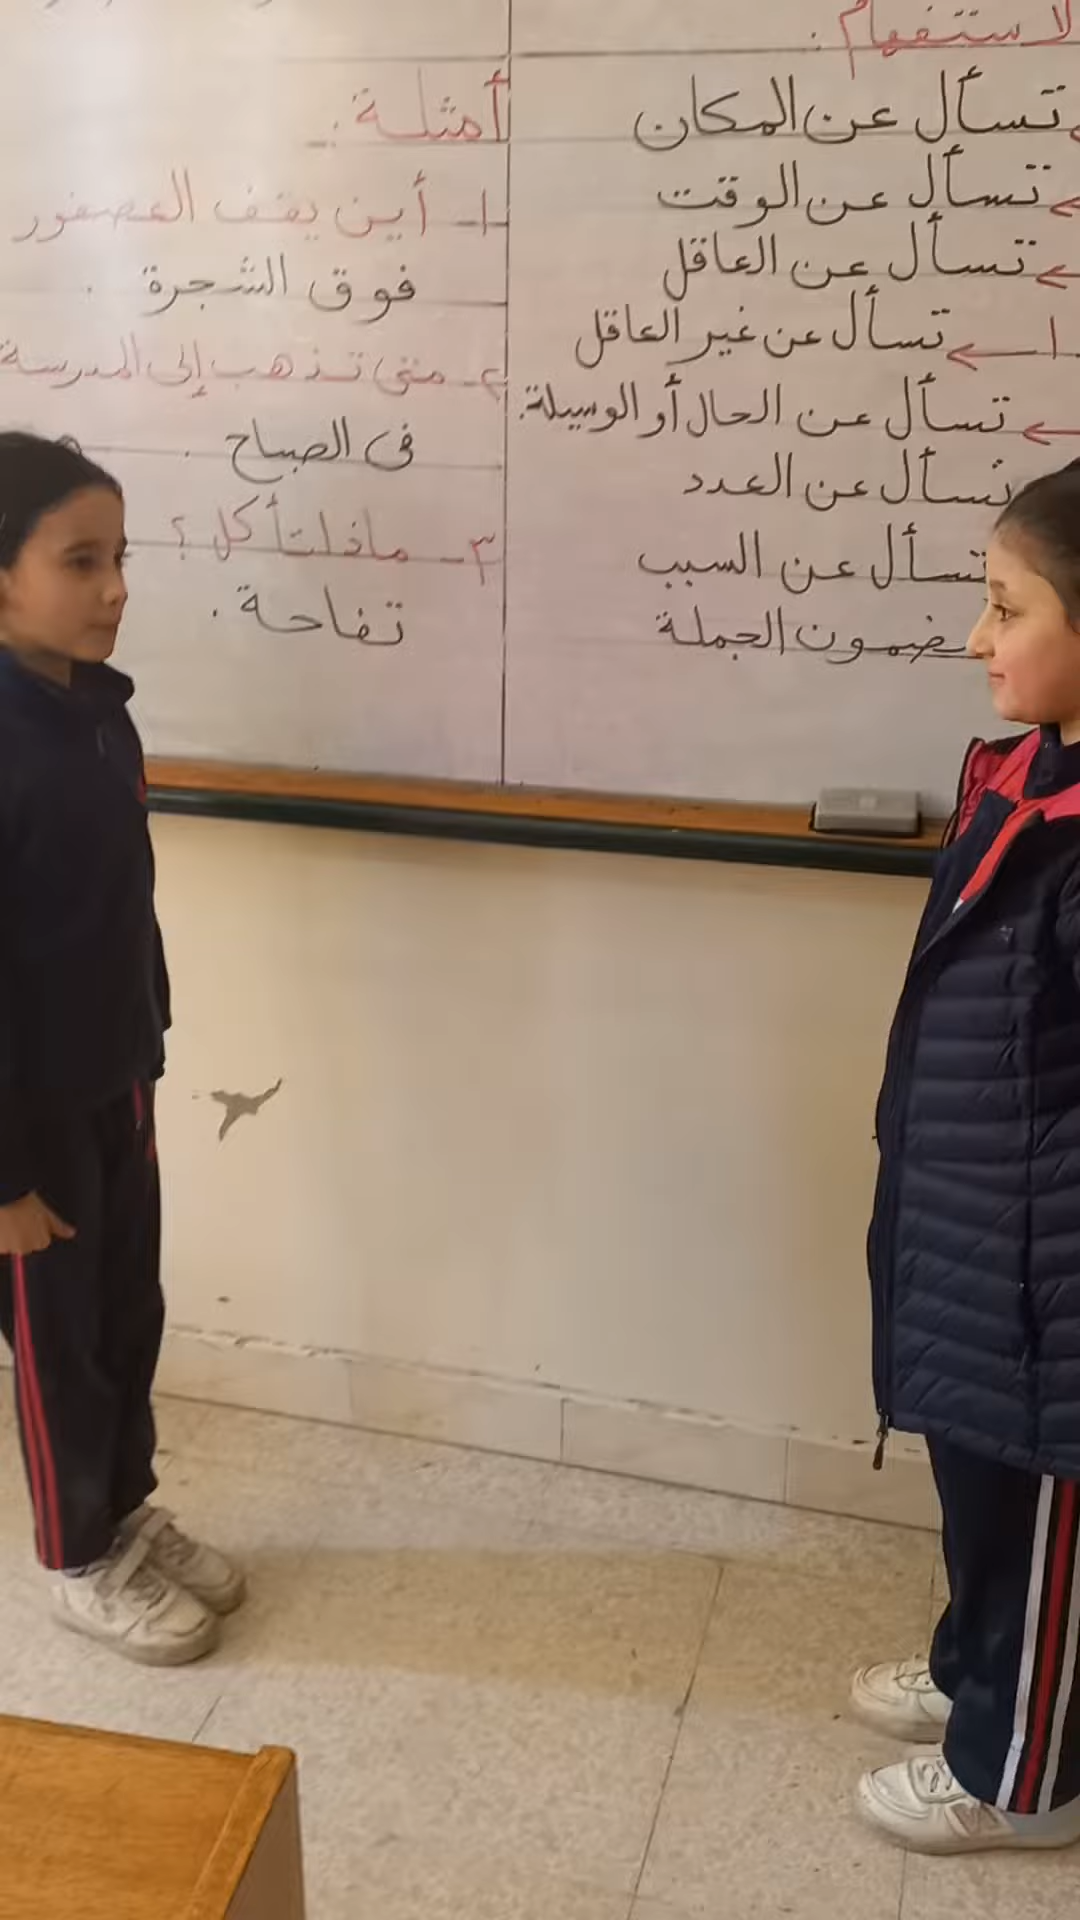 لاستفهام :
تسأل عن المكان
تسأل عن الوقت
تسأل عن العاقل
تسأل عن غير العاقل
تسأل عن الحال أو الوسيلة.
تسأل عن العدد
تسأل عن السبب
ضمون الجملة
أمثلة :
١- أين يقف العصفور
فوق الشجرة .
٢- متى تذهب إلى المدرسة
فى الصباح .
٣- ماذا تأكل ؟
تفاحة .